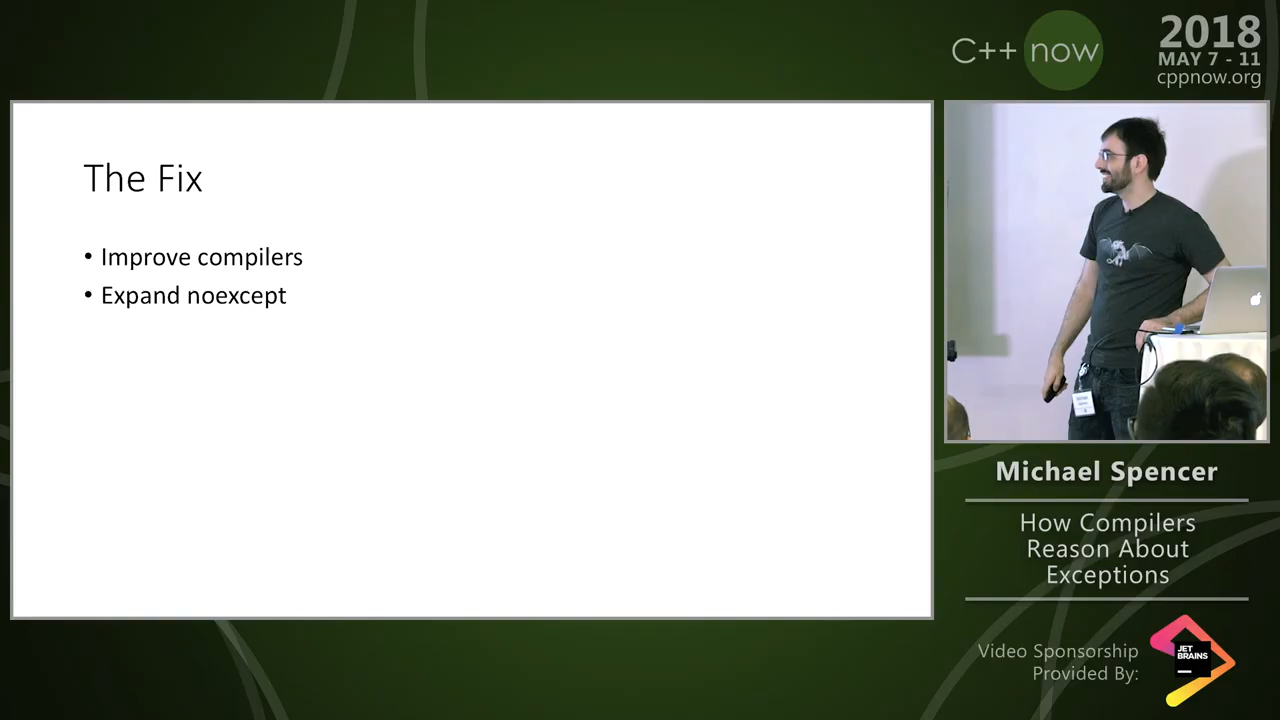 C++ now
2018
MAY 7 - 11
cppnow.org
The Fix
• Improve compilers
• Expand noexcept
Michael Spencer
How Compilers
Reason About
Exceptions
Video Sponsorship
Provided By:
JET
BRAINS